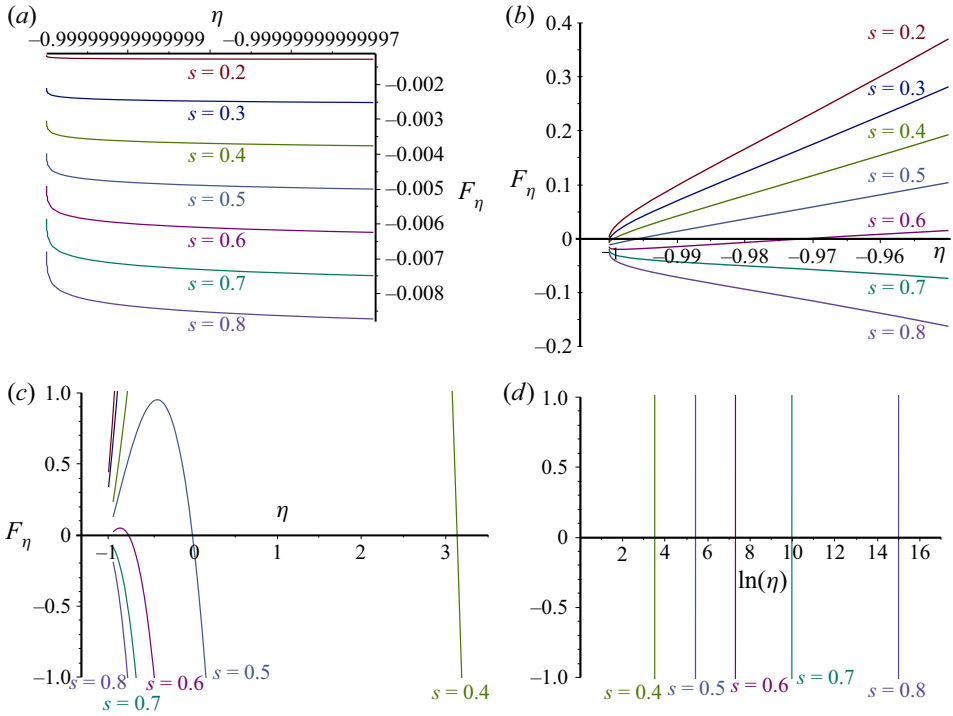 (a)
η
−0.999999999999999 −0.9999999999999997
s = 0.2
s = 0.3
s = 0.4
s = 0.5
s = 0.6
s = 0.7
s = 0.8
−0.002
−0.003
−0.004
−0.005
−0.006
−0.007
−0.008
Fη
(b)
0.4
0.3
0.2
0.1
0
−0.1
−0.2
Fη
s = 0.2
s = 0.3
s = 0.4
s = 0.5
s = 0.6
−1 −0.99 −0.98 −0.97 −0.96 η
s = 0.7
s = 0.8
(c)
1.0
0.5
0
−0.5
−1.0
Fη
η
−1 0 1 2 3
s = 0.8
s = 0.7
s = 0.6
s = 0.5
s = 0.4
(d)
1.0
0.5
0
−0.5
−1.0
2 4 6 8 10 12 14 16
ln(η)
s = 0.4
s = 0.5
s = 0.6
s = 0.7
s = 0.8